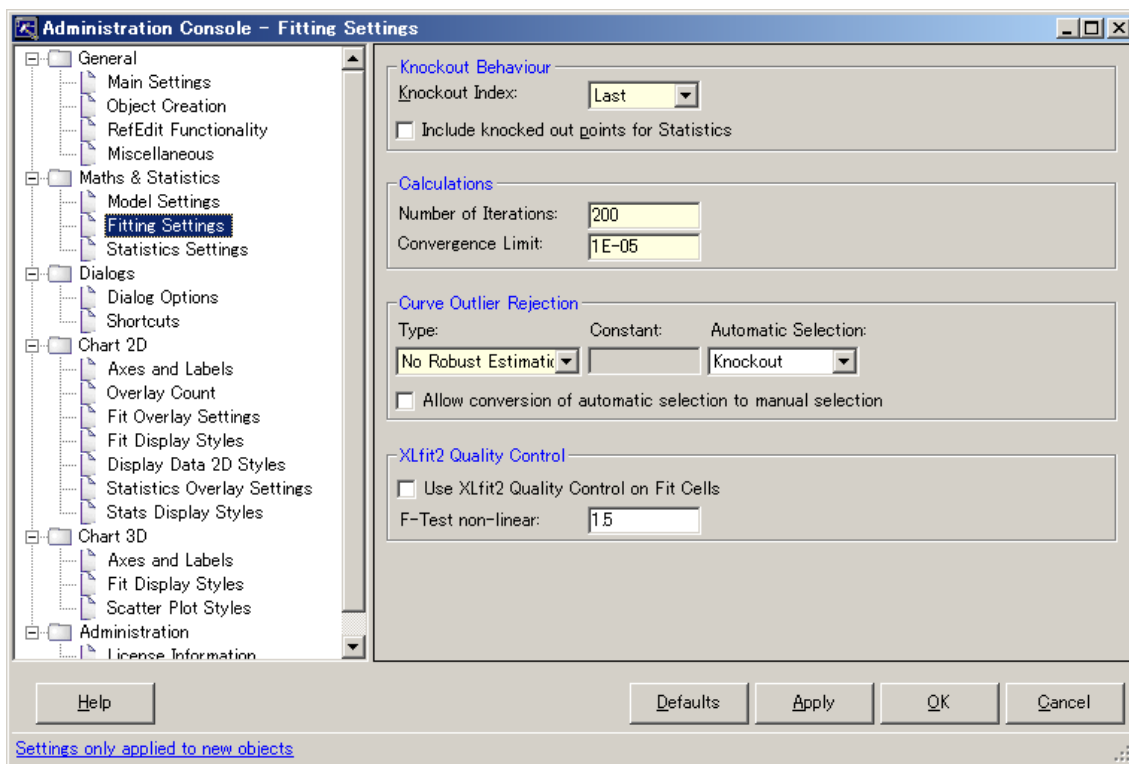 Administration Console - Fitting Settings
General
Main Settings
Object Creation
RefEdit Functionality
Miscellaneous
Maths & Statistics
Model Settings
Fitting Settings
Statistics Settings
Dialogs
Dialog Options
Shortcuts
Chart 2D
Axes and Labels
Overlay Count
Fit Overlay Settings
Fit Display Styles
Display Data 2D Styles
Statistics Overlay Settings
Stats Display Styles
Chart 3D
Axes and Labels
Fit Display Styles
Scatter Plot Styles
Administration
License Information
Knockout Behaviour
Knockout Index: Last
Include knocked out points for Statistics
Calculations
Number of Iterations: 200
Convergence Limit: 1E-05
Curve Outlier Rejection
Type: Constant: Automatic Selection:
No Robust Estimatic Knockout
Allow conversion of automatic selection to manual selection
XLfit2 Quality Control
Use XLfit2 Quality Control on Fit Cells
F-Test non-linear: 1.5
Help Defaults Apply OK Cancel
Settings only applied to new objects